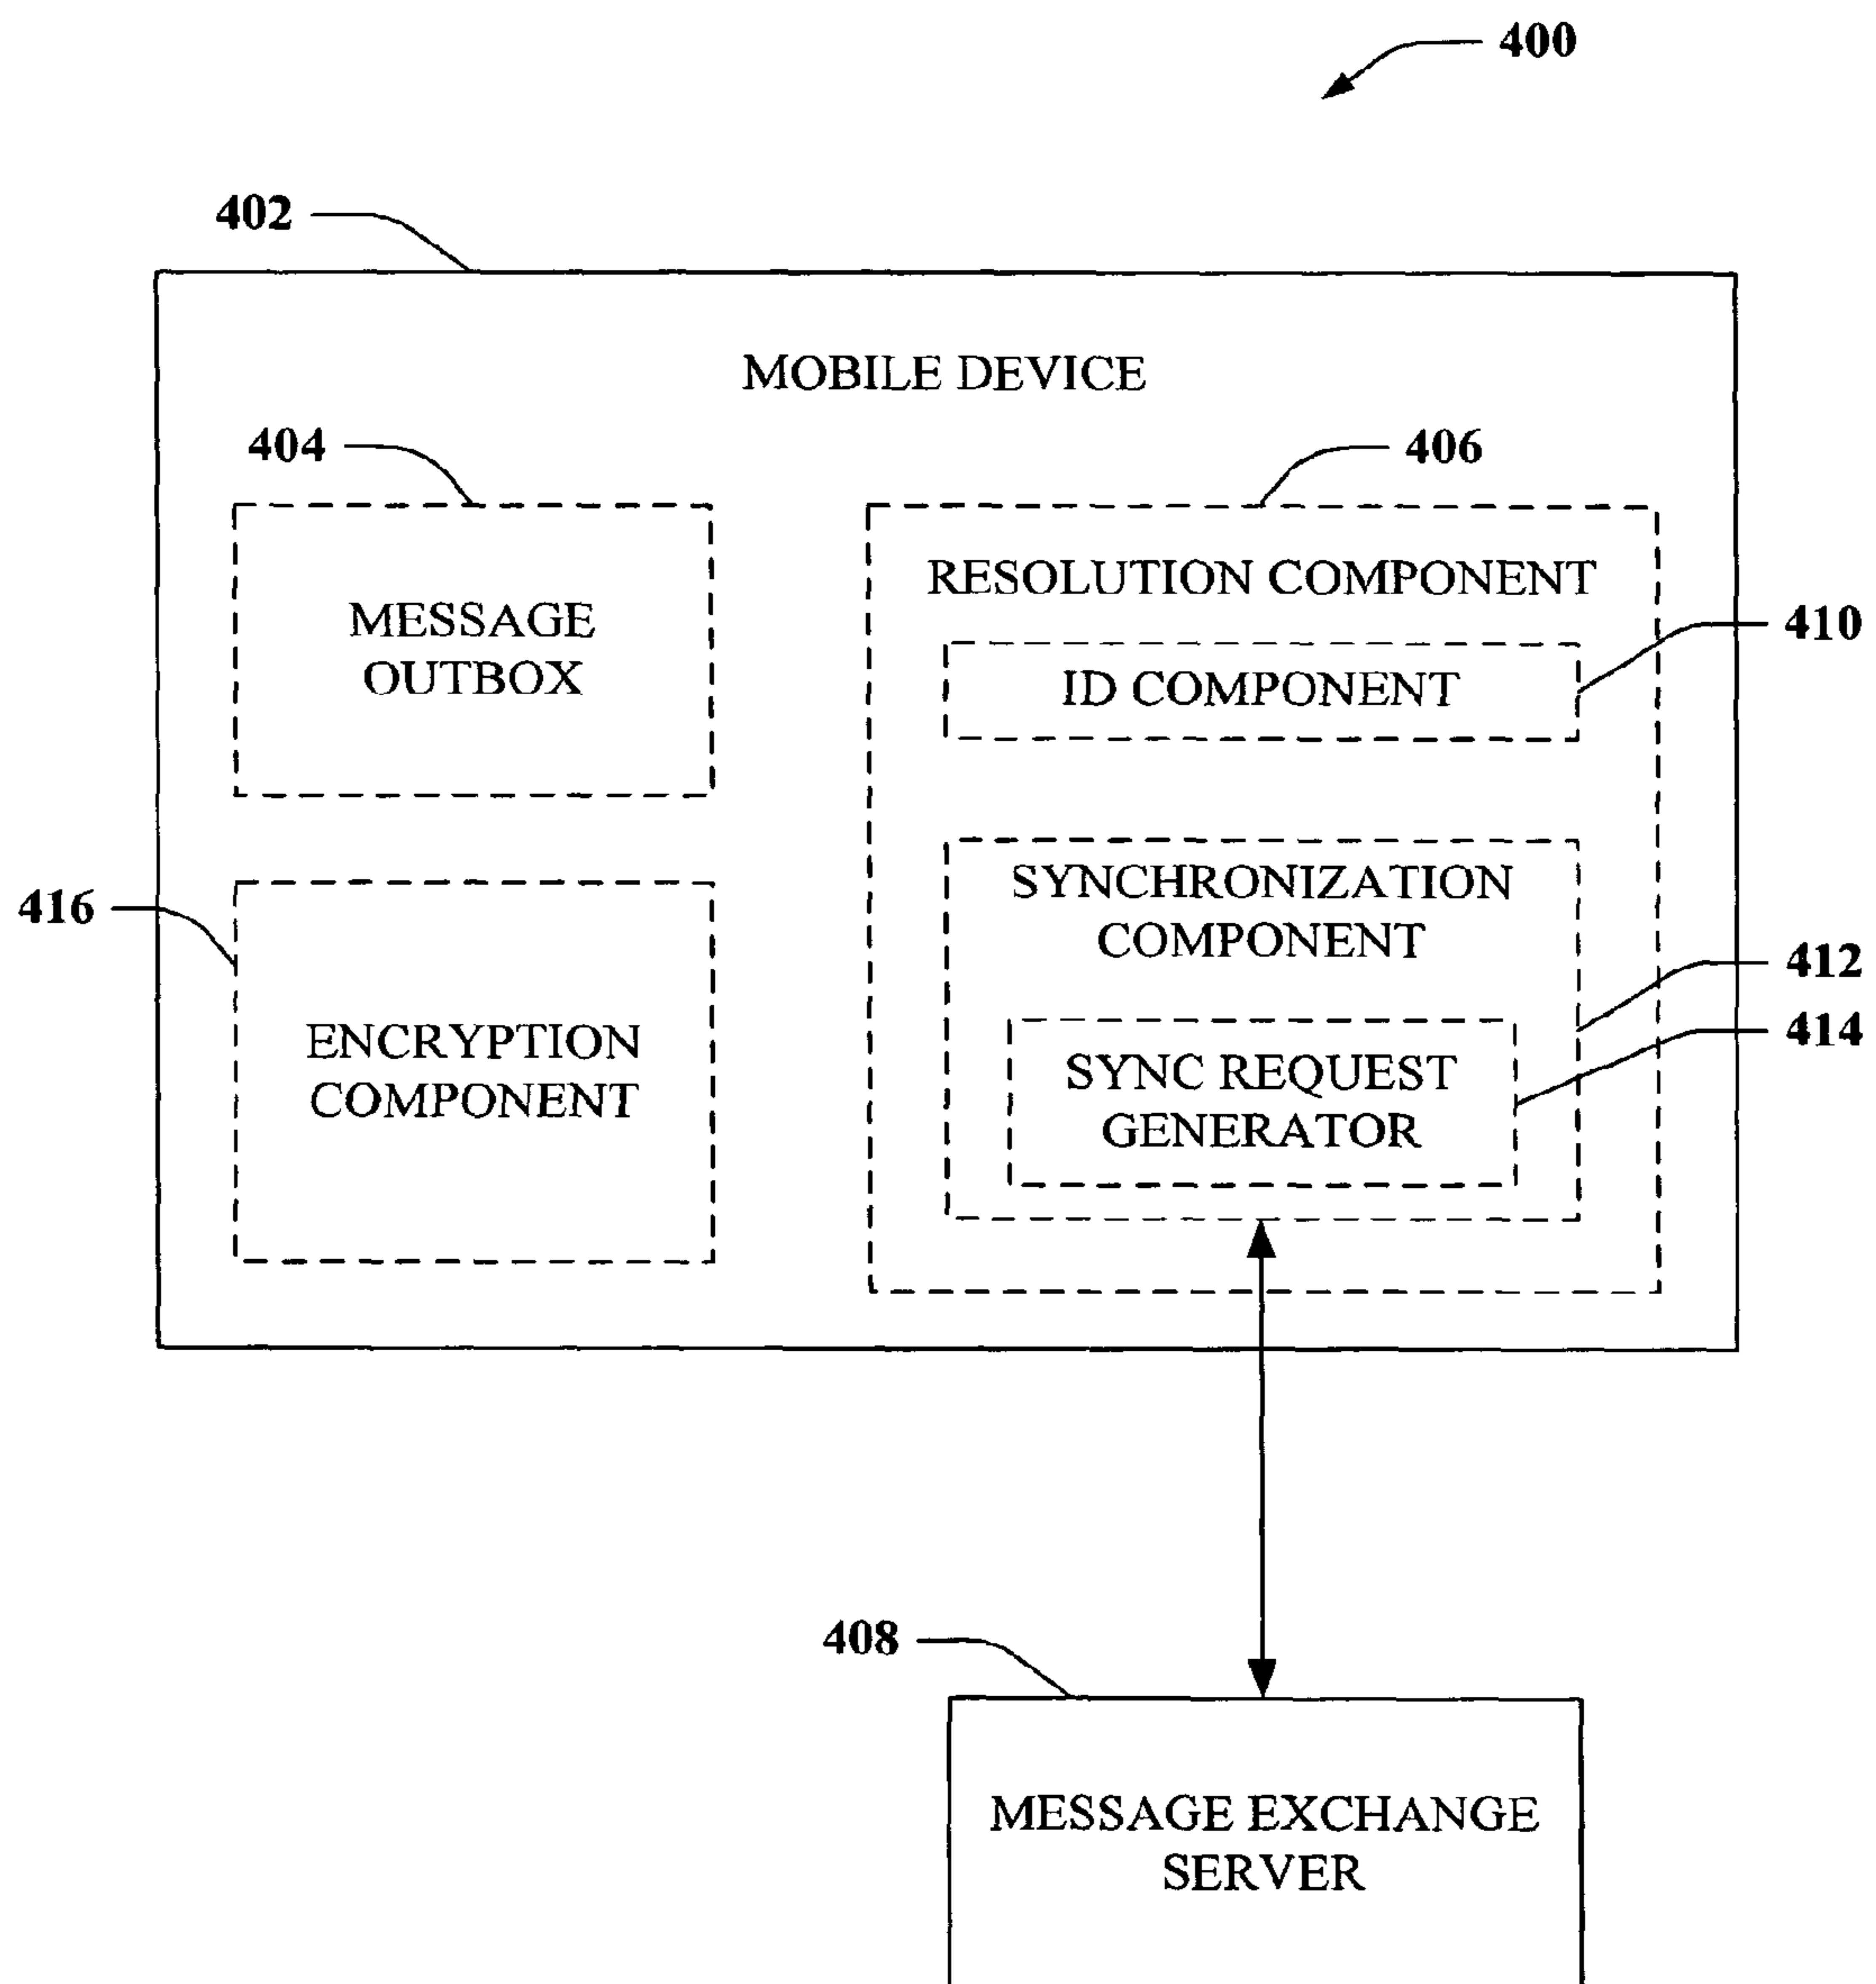 400
402
MOBILE DEVICE
404
406
MESSAGE
OUTBOX
RESOLUTION COMPONENT
410
ID COMPONENT
416
ENCRYPTION
COMPONENT
SYNCHRONIZATION
COMPONENT
412
414
SYNC REQUEST
GENERATOR
408
MESSAGE EXCHANGE
SERVER